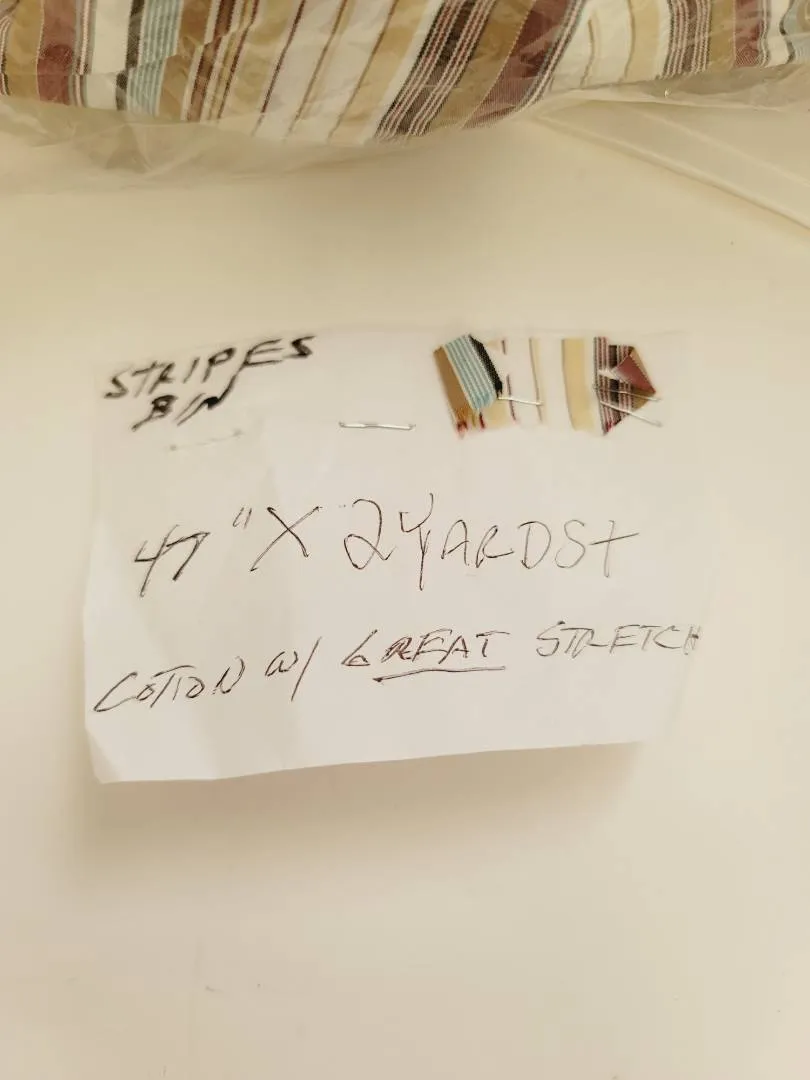 STRIPES
BIN
47" X 2 YARDS+
COTTON W/ GREAT STRETCH